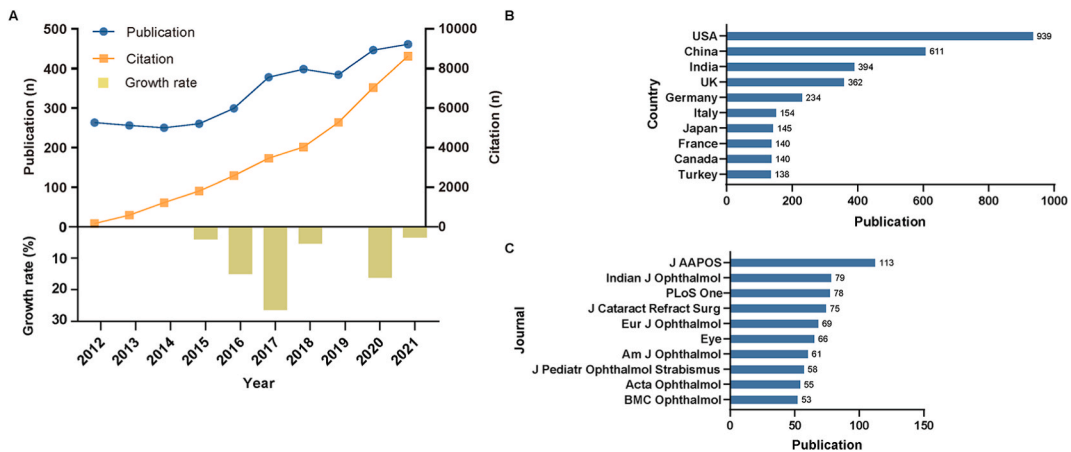 A
Publication
Citation
Growth rate
Publication (n)
500
400
300
200
100
0
Citation (n)
10000
8000
6000
4000
2000
0
Growth rate (%)
10
20
30
2012
2013
2014
2015
2016
2017
2018
2019
2020
2021
Year
B
Country
USA 939
China 611
India 394
UK 362
Germany 234
Italy 154
Japan 145
France 140
Canada 140
Turkey 138
0 200 400 600 800 1000
Publication
C
Journal
J AAPOS 113
Indian J Ophthalmol 79
PLoS One 78
J Cataract Refract Surg 75
Eur J Ophthalmol 69
Eye 66
Am J Ophthalmol 61
J Pediatr Ophthalmol Strabismus 58
Acta Ophthalmol 55
BMC Ophthalmol 53
0 50 100 150
Publication